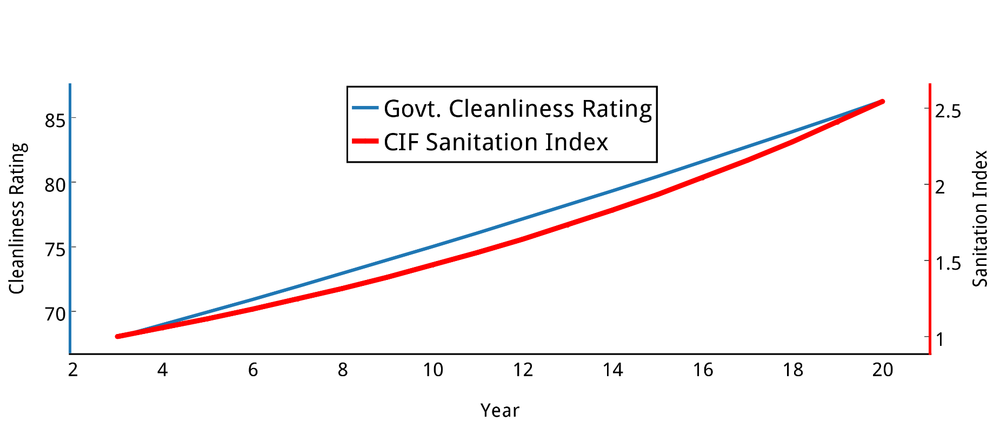 Govt. Cleanliness Rating
CIF Sanitation Index
85
80
75
70
Cleanliness Rating
2.5
2
1.5
1
Sanitation Index
2 4 6 8 10 12 14 16 18 20
Year